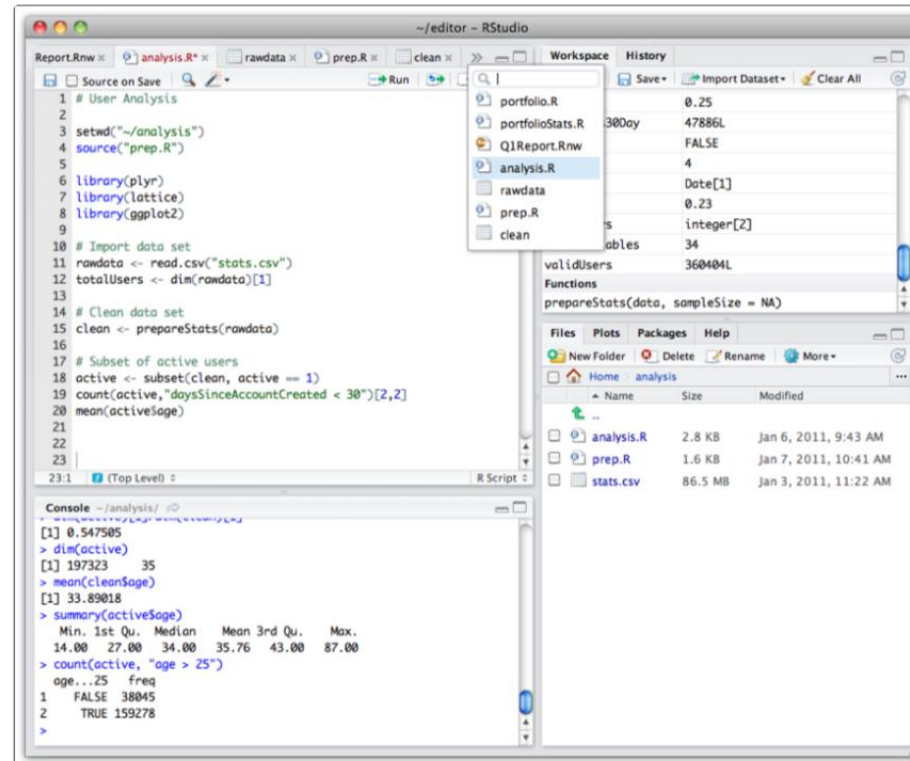 ~/editor - RStudio
Report.Rnw × analysis.R* × rawdata × prep.R × clean ×
Source on Save Run
1 # User Analysis
2
3 setwd("~/analysis")
4 source("prep.R")
5
6 library(plyr)
7 library(lattice)
8 library(ggplot2)
9
10 # Import data set
11 rawdata <- read.csv("stats.csv")
12 totalUsers <- dim(rawdata)[1]
13
14 # Clean data set
15 clean <- prepareStats(rawdata)
16
17 # Subset of active users
18 active <- subset(clean, active == 1)
19 count(active,"daysSinceAccountCreated < 30")[2,2]
20 mean(active$age)
21
22
23
23:1 (Top Level) R Script
portfolio.R
portfolioStats.R
Q1Report.Rnw
analysis.R
rawdata
prep.R
clean
Workspace History
Save Import Dataset Clear All
0.25
30Day 47886L
FALSE
4
Date[1]
0.23
s integer[2]
ables 34
validUsers 360404L
Functions
prepareStats(data, sampleSize = NA)
Files Plots Packages Help
New Folder Delete Rename More
Home analysis ...
Name Size Modified
..
analysis.R 2.8 KB Jan 6, 2011, 9:43 AM
prep.R 1.6 KB Jan 7, 2011, 10:41 AM
stats.csv 86.5 MB Jan 3, 2011, 11:22 AM
Console ~/analysis/
[1] 0.547505
> dim(active)
[1] 197323 35
> mean(clean$age)
[1] 33.89018
> summary(active$age)
Min. 1st Qu. Median Mean 3rd Qu. Max.
14.00 27.00 34.00 35.76 43.00 87.00
> count(active, "age > 25")
age...25 freq
1 FALSE 38045
2 TRUE 159278
>